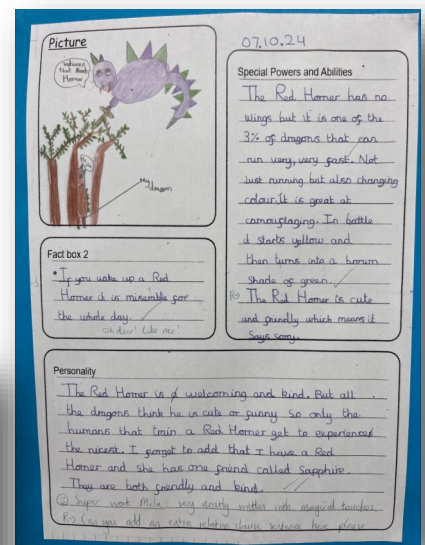 Picture
07.10.24
Where's
that Red
Horner
My dragon
Special Powers and Abilities
The Red Horner has no
wings but it is one of the
3% of dragons that can
run very, very fast. Not
just running but also changing
colour. It is great at
camouflaging. In battle
it starts yellow and
then turns into a brown
shade of green.
R→ The Red Horner is cute
and friendly which means it
says sorry.
Fact box 2
• If you wake up a Red
Horner it is miserable for
the whole day.
Oh dear! Like me!
Personality
The Red Horner is welcoming and kind. But all
the dragons think he is cute or funny so only the
humans that train a Red Horner get to experience
the nicest. I forgot to add that I have a Red
Horner and she has one friend called Sapphire.
They are both friendly and kind.
Super work Mila very neatly written with magical touches.
R→ Can you add an extra relative clause sentence here please